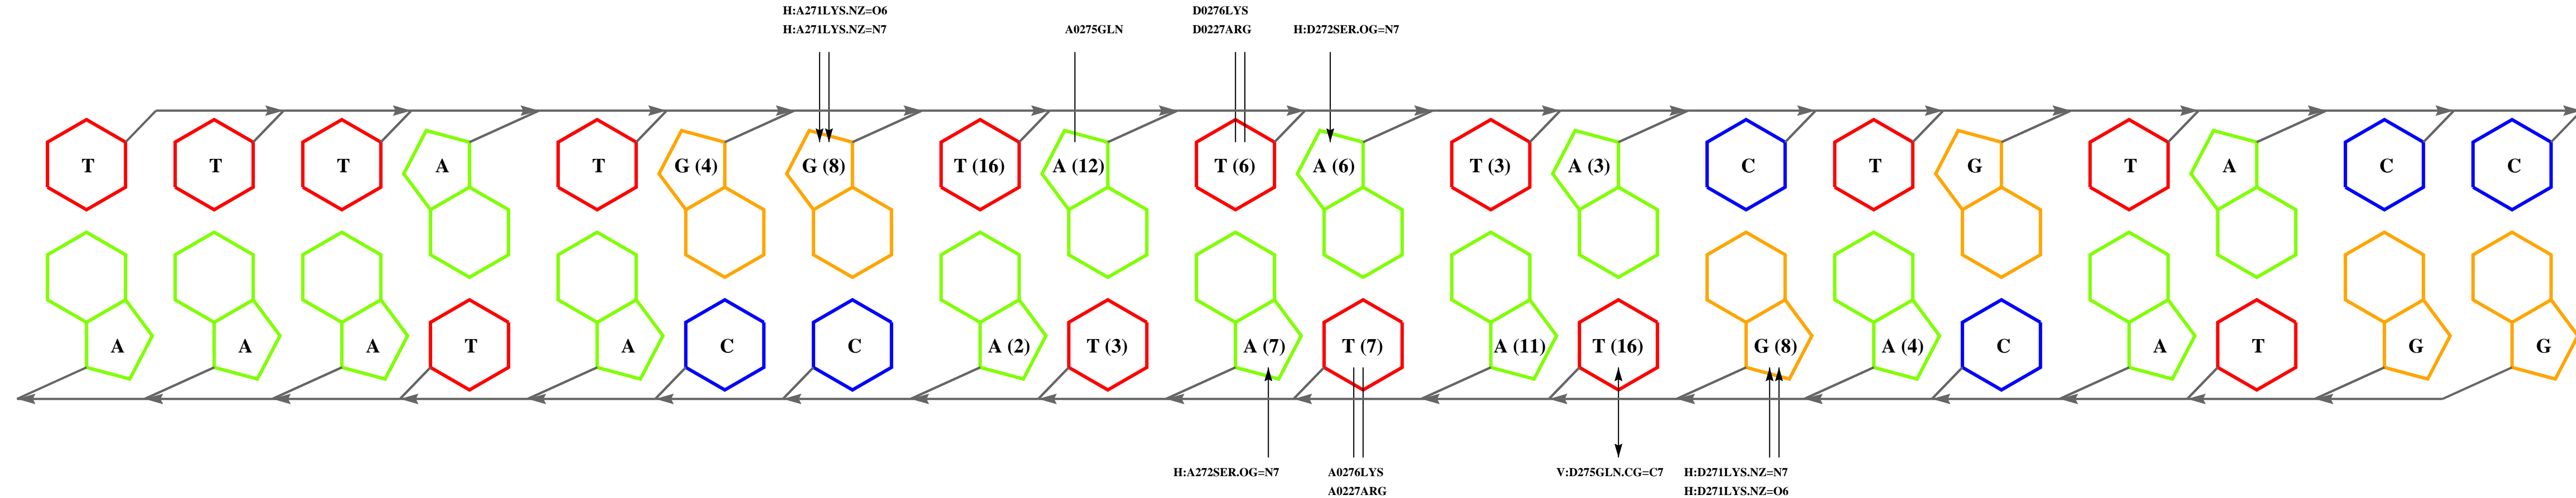 H:A271LYS.NZ=O6
H:A271LYS.NZ=N7
A0275GLN
D0276LYS
D0227ARG
H:D272SER.OG=N7
T T T A T G (4) G (8) T (16) A (12) T (6) A (6) T (3) A (3) C T G T A C C
A A A T A C C A (2) T (3) A (7) T (7) A (11) T (16) G (8) A (4) C A T G G
H:A272SER.OG=N7
A0276LYS
A0227ARG
V:D275GLN.CG=C7
H:D271LYS.NZ=N7
H:D271LYS.NZ=O6